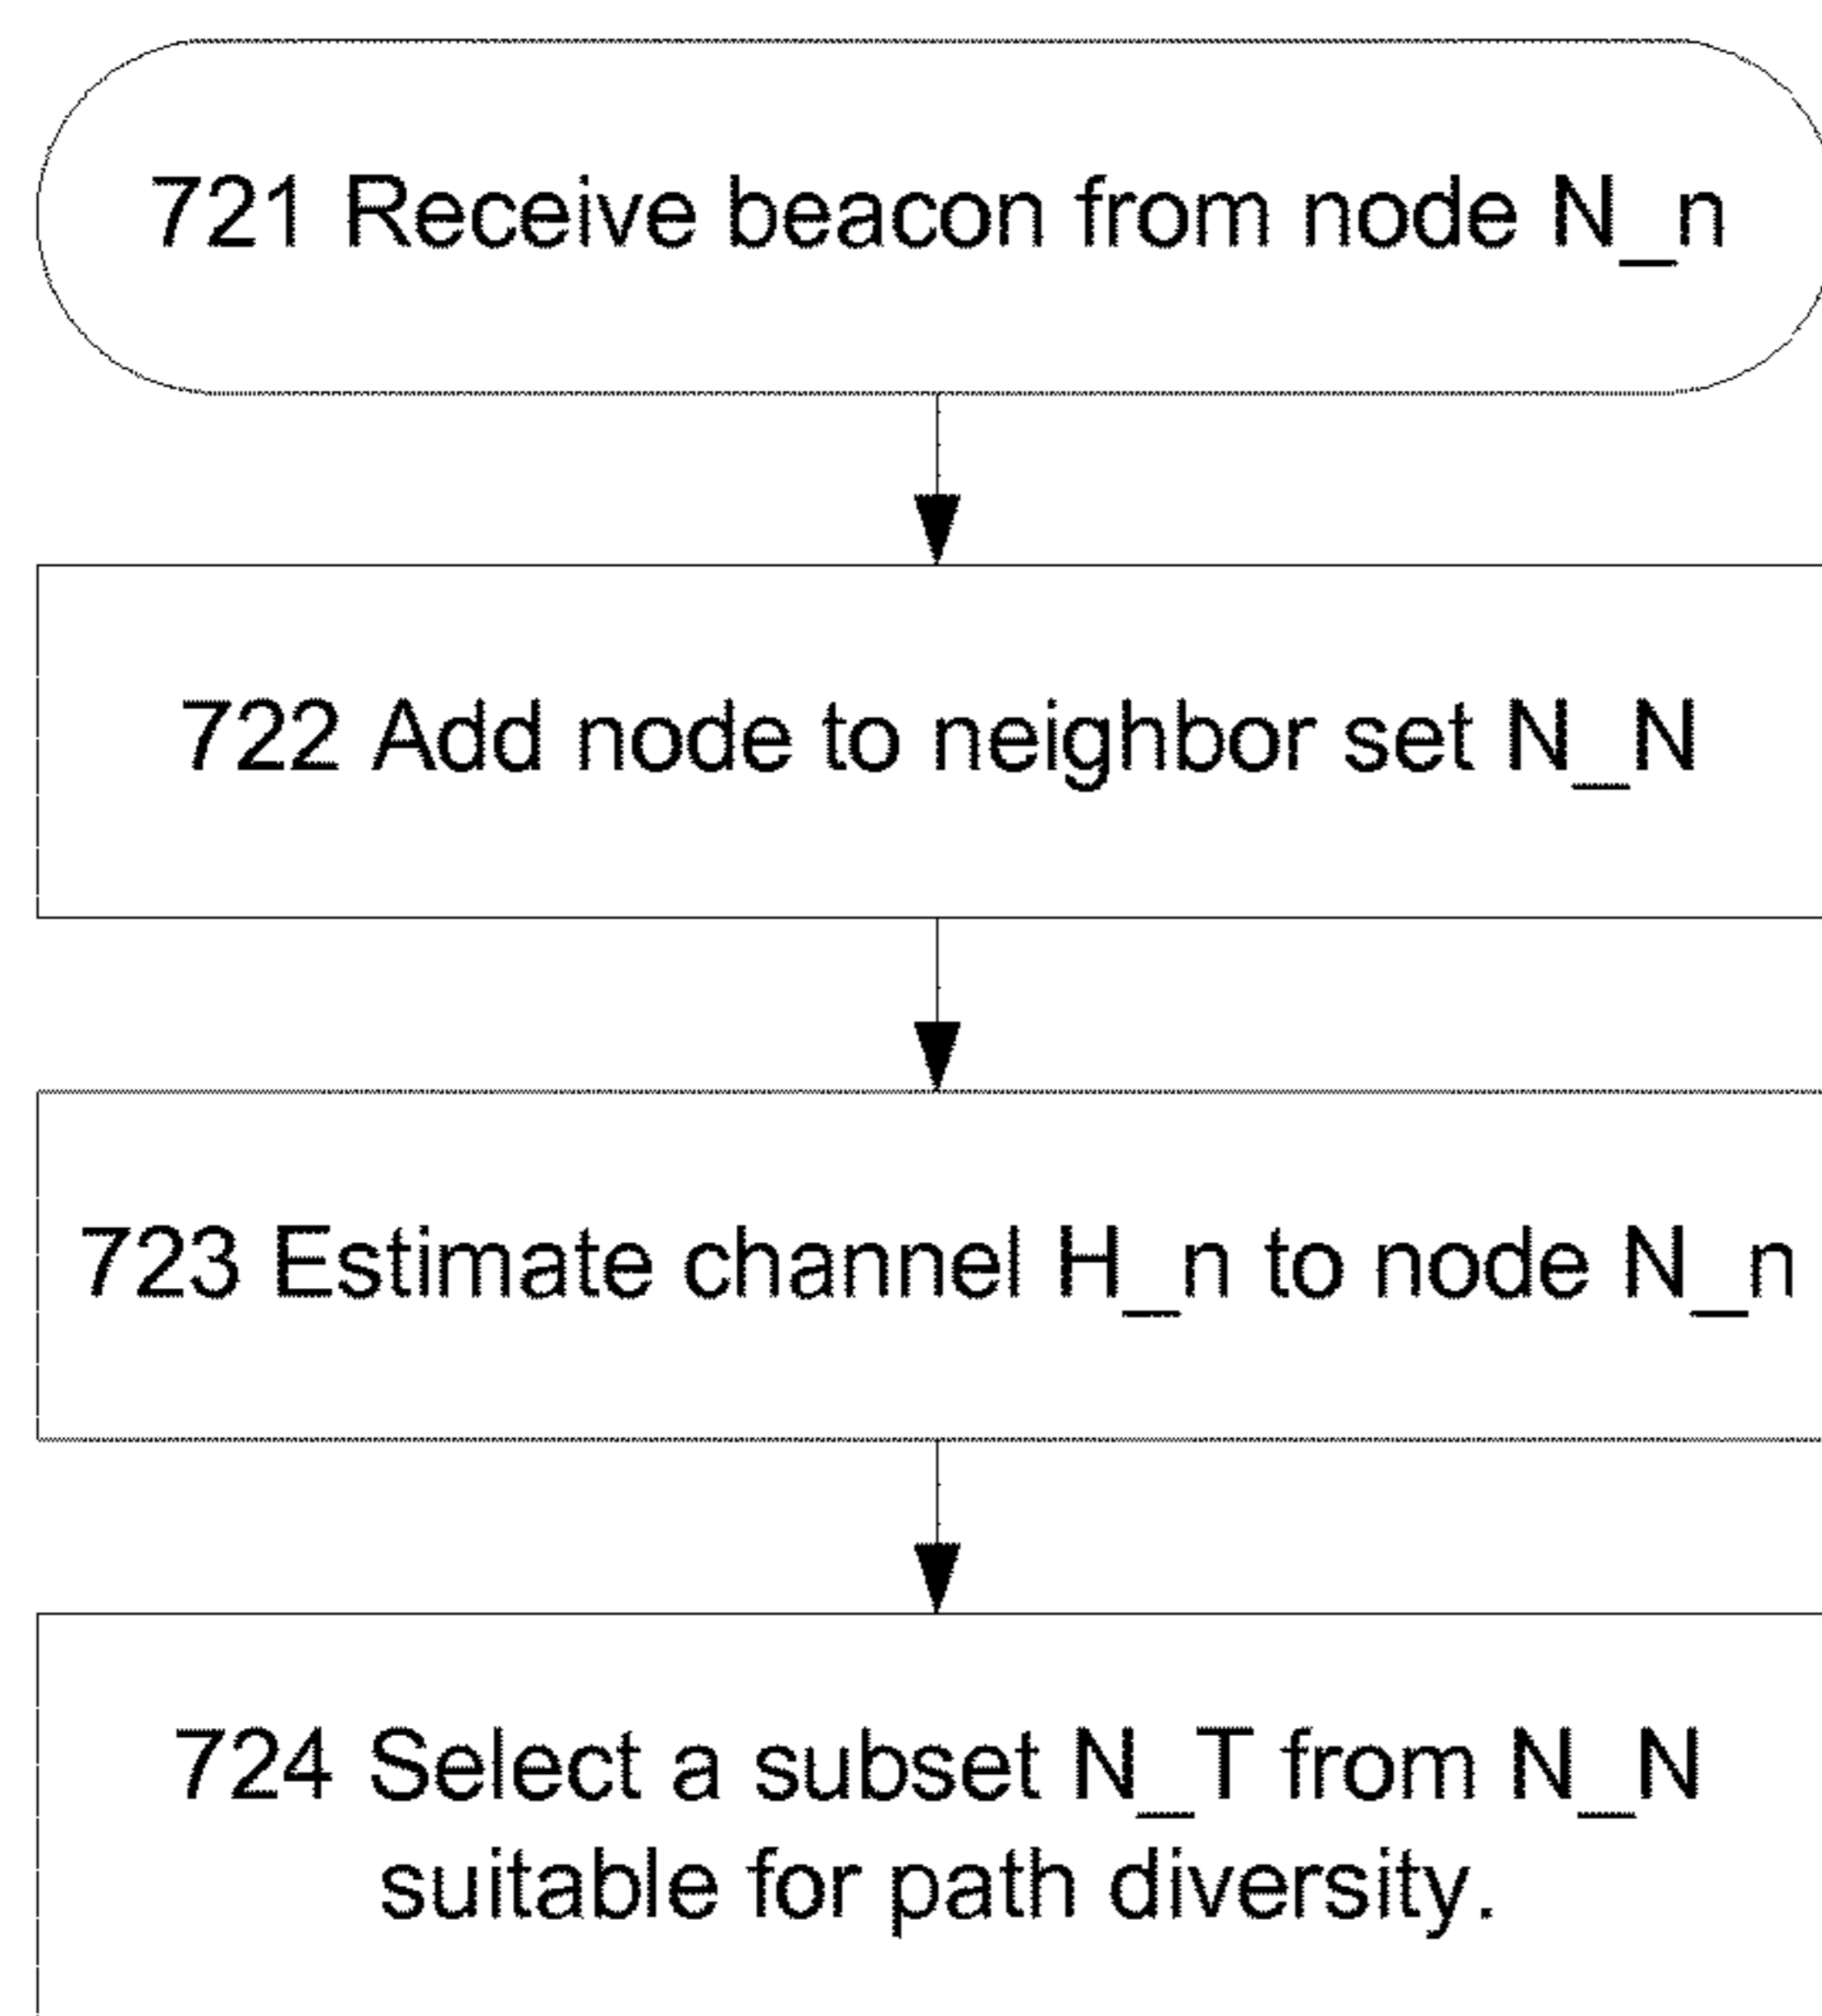 721 Receive beacon from node N_n
722 Add node to neighbor set N_N
723 Estimate channel H_n to node N_n
724 Select a subset N_T from N_N
suitable for path diversity.